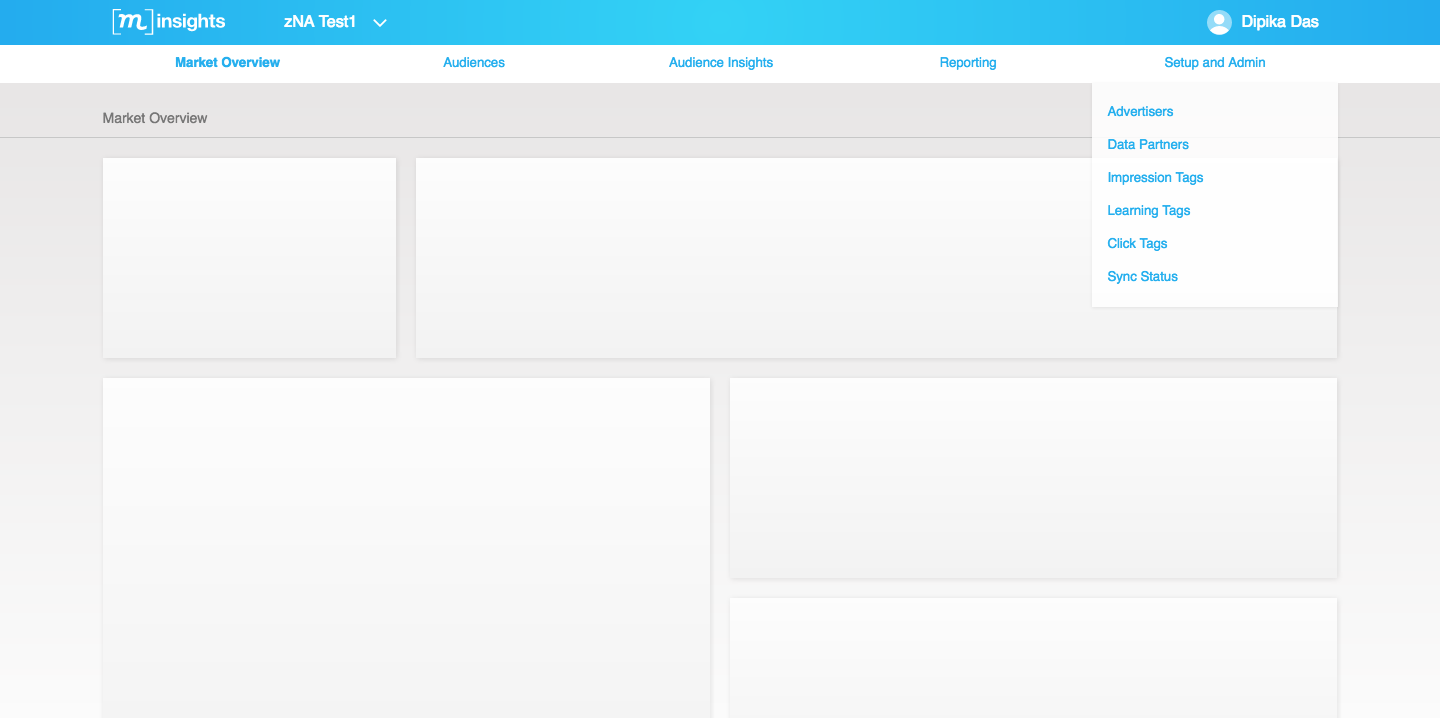 [m] insights
zNA Test1
Dipika Das
Market Overview
Audiences
Audience Insights
Reporting
Setup and Admin
Market Overview
Advertisers
Data Partners
Impression Tags
Learning Tags
Click Tags
Sync Status